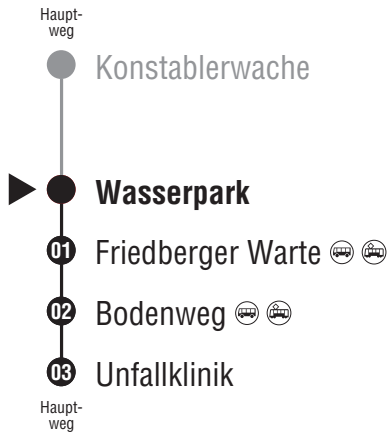 Haupt-
weg
Konstablerwache
Wasserpark
01 Friedberger Warte
02 Bodenweg
03 Unfallklinik
Haupt-
weg